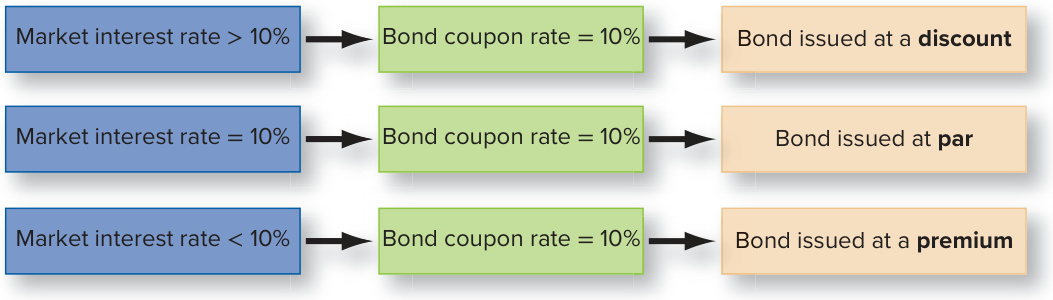 Market interest rate > 10% Bond coupon rate = 10% Bond issued at a discount
Market interest rate = 10% Bond coupon rate = 10% Bond issued at par
Market interest rate < 10% Bond coupon rate = 10% Bond issued at a premium